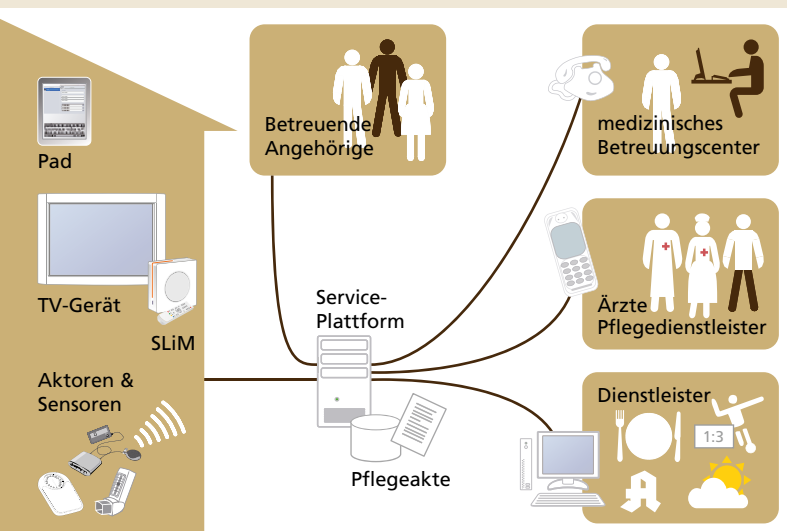 Pad
TV-Gerät
SLiM
Aktoren &
Sensoren
Betreuende
Angehörige
Service-
Plattform
Pflegeakte
medizinisches
Betreuungscenter
Ärzte
Pflegedienstleister
Dienstleister
1:3